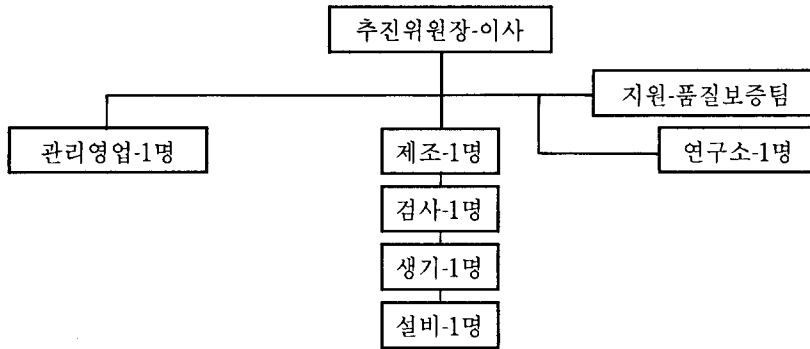 추진위원장-이사
지원-품질보증팀
관리영업-1명
제조-1명
연구소-1명
검사-1명
생기-1명
설비-1명